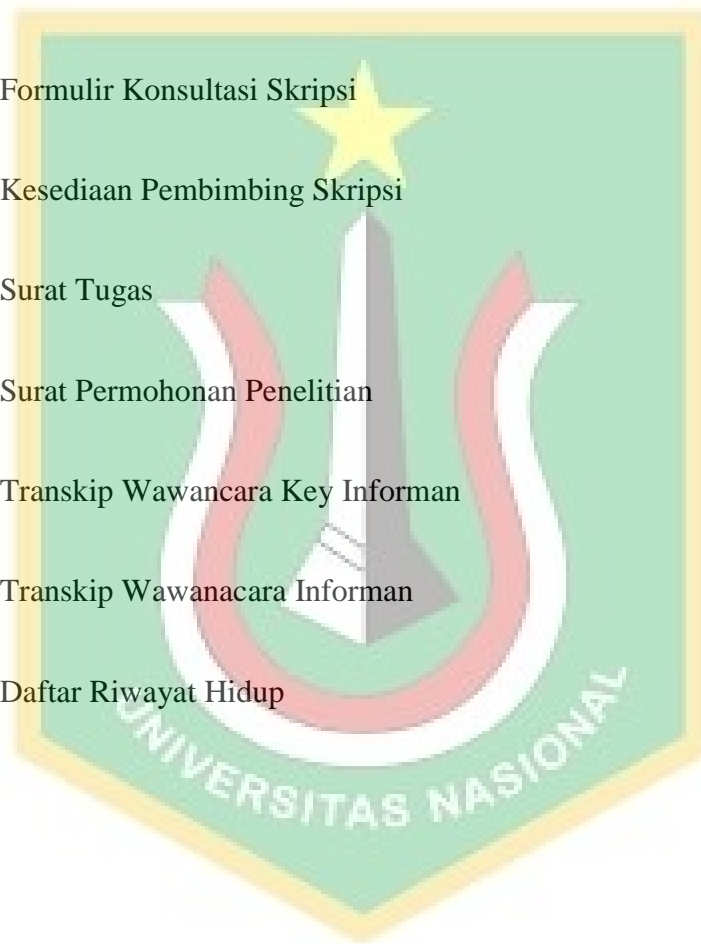 Formulir Konsultasi Skripsi
Kesediaan Pembimbing Skripsi
Surat Tugas
Surat Permohonan Penelitian
Transkip Wawancara Key Informan
Transkip Wawanacara Informan
Daftar Riwayat Hidup
UNIVERSITAS NASIONAL